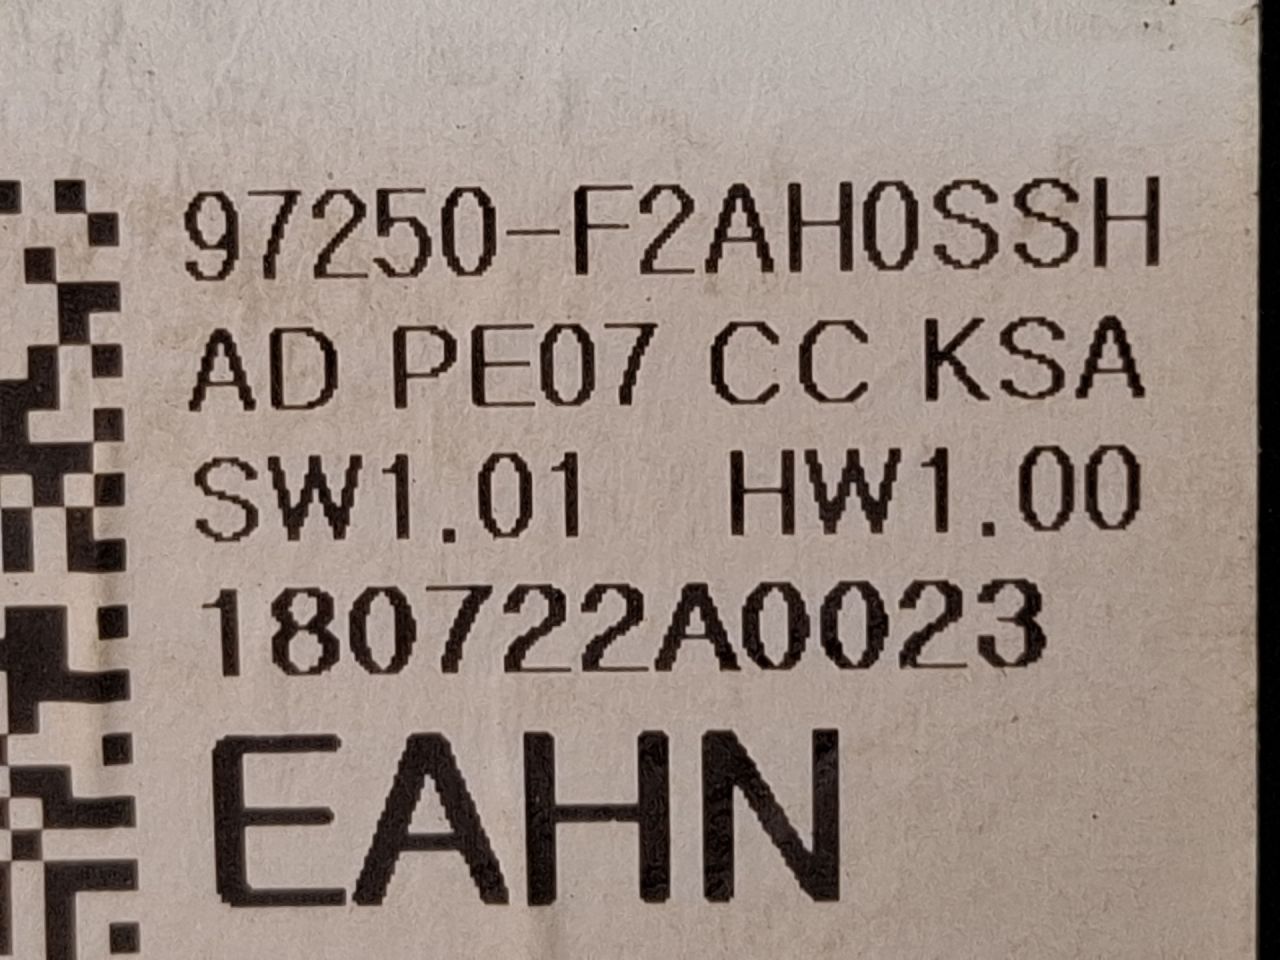 97250-F2AH0SSH
AD PE07 CC KSA
SW1.01 HW1.00
180722A0023
EAHN